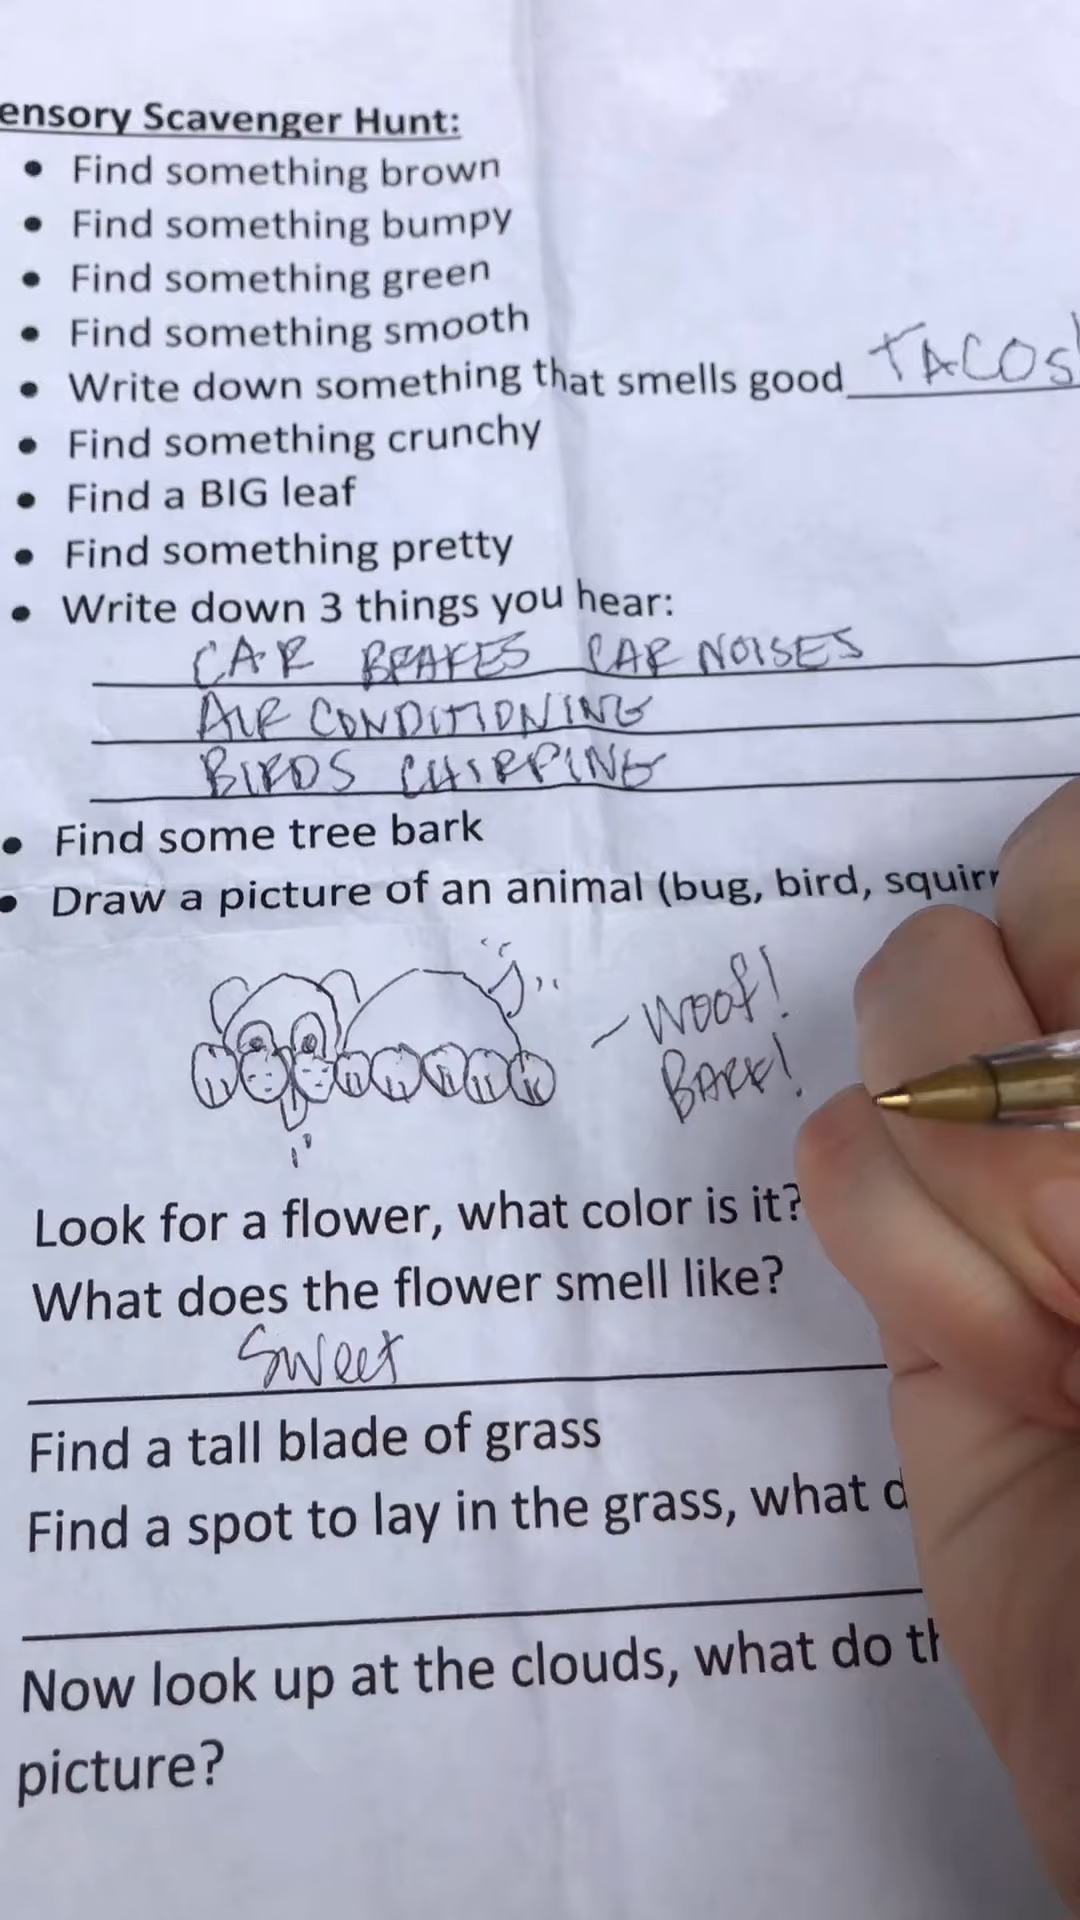 ensory Scavenger Hunt:
• Find something brown
• Find something bumpy
• Find something green
• Find something smooth
• Write down something that smells good TACOS!
• Find something crunchy
• Find a BIG leaf
• Find something pretty
• Write down 3 things you hear:
CAR BRAKES CAR NOISES
AIR CONDITIONING
BIRDS CHIRPING
• Find some tree bark
• Draw a picture of an animal (bug, bird, squirr
- Woof!
BARK!
Look for a flower, what color is it?
What does the flower smell like?
Sweet
Find a tall blade of grass
Find a spot to lay in the grass, what d
Now look up at the clouds, what do th
picture?